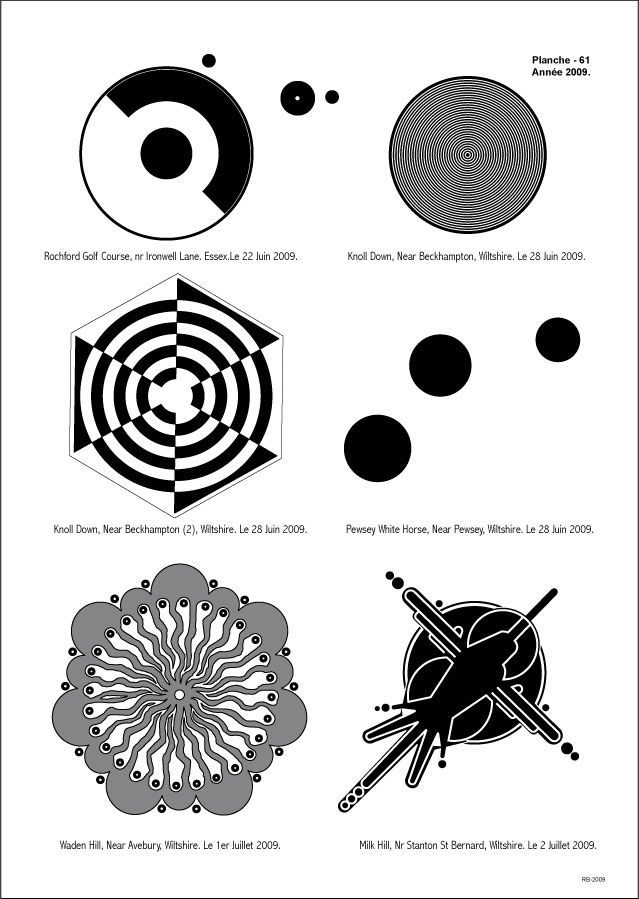 Planche - 61
Année 2009.
Rochford Golf Course, nr Ironwell Lane. Essex.Le 22 Juin 2009.
Knoll Down, Near Beckhampton, Wiltshire. Le 28 Juin 2009.
Knoll Down, Near Beckhampton (2), Wiltshire. Le 28 Juin 2009.
Pewsey White Horse, Near Pewsey, Wiltshire. Le 28 Juin 2009.
Waden Hill, Near Avebury, Wiltshire. Le 1er Juillet 2009.
Milk Hill, Nr Stanton St Bernard, Wiltshire. Le 2 Juillet 2009.
RB-2009